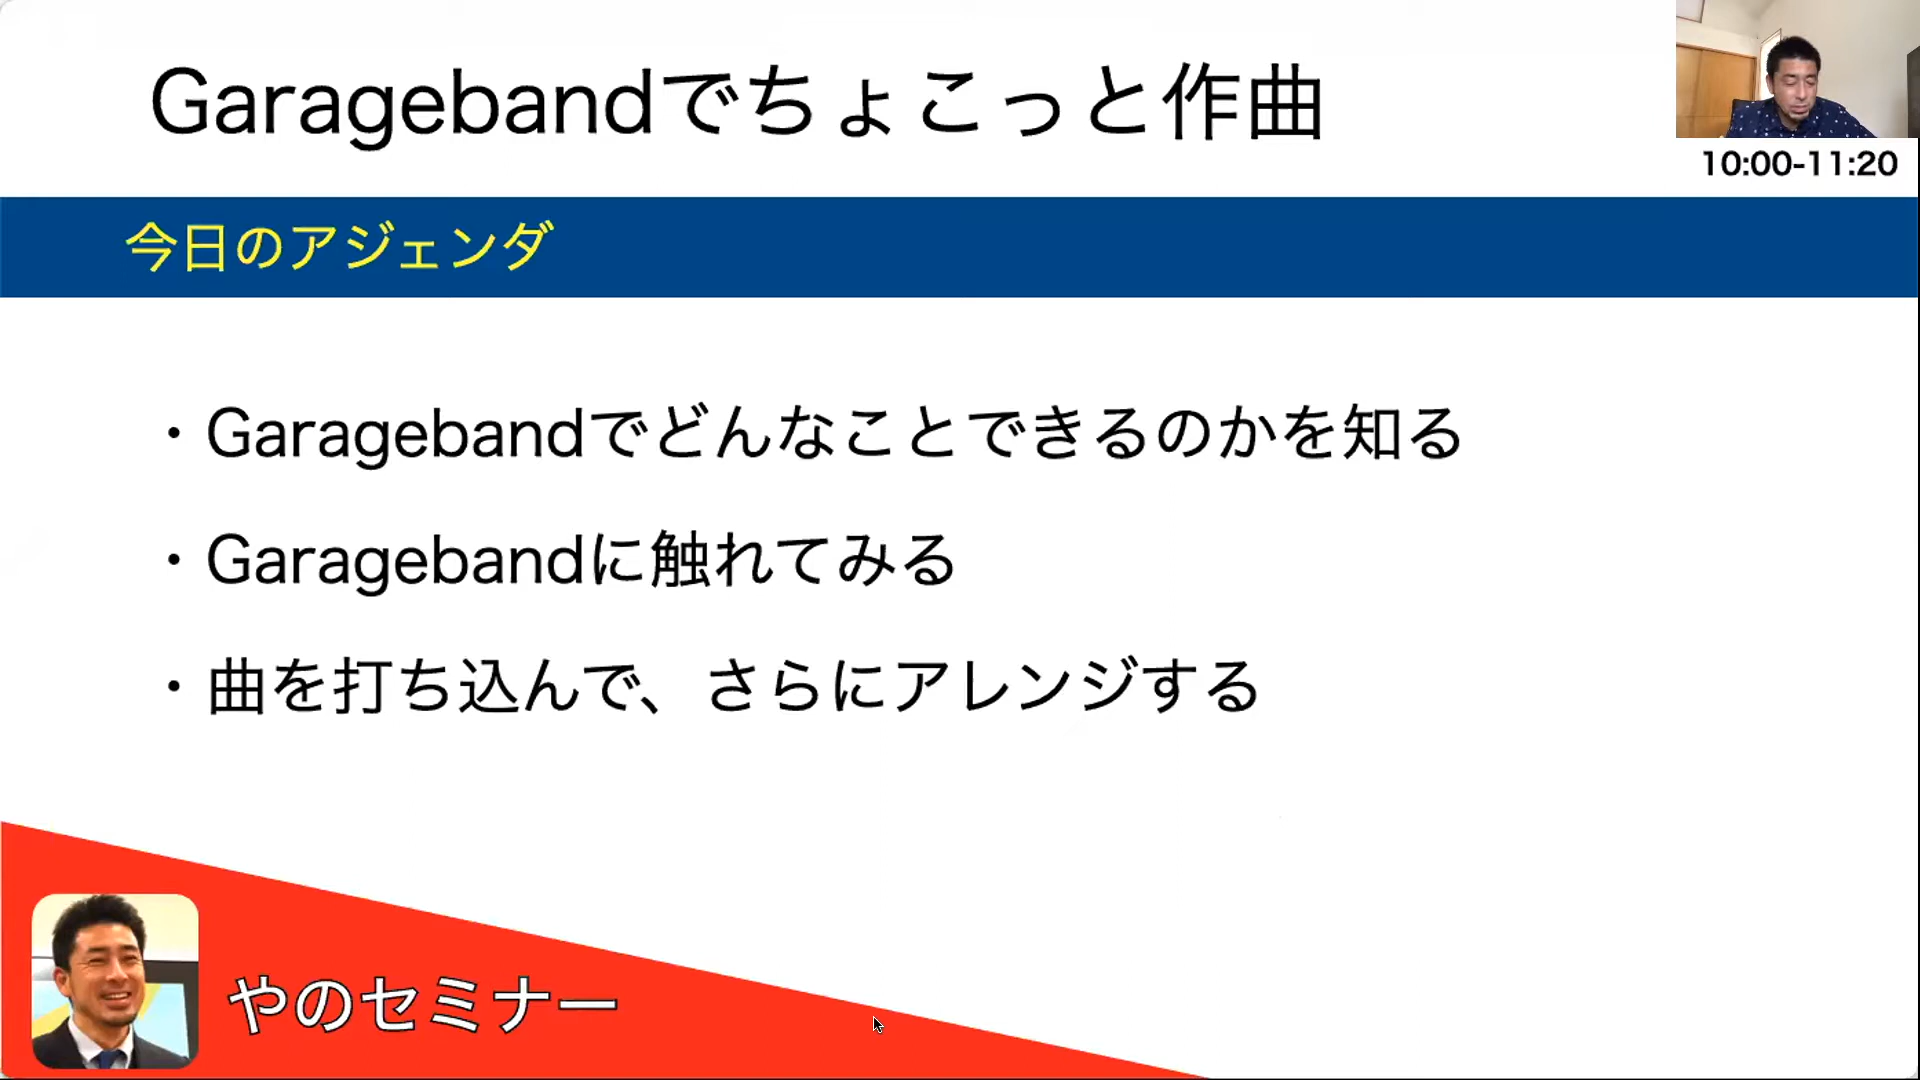 Garagebandでちょこっと作曲
10:00-11:20
今日のアジェンダ
・Garagebandでどんなことできるのかを知る
・Garagebandに触れてみる
・曲を打ち込んで、さらにアレンジする
やのセミナー